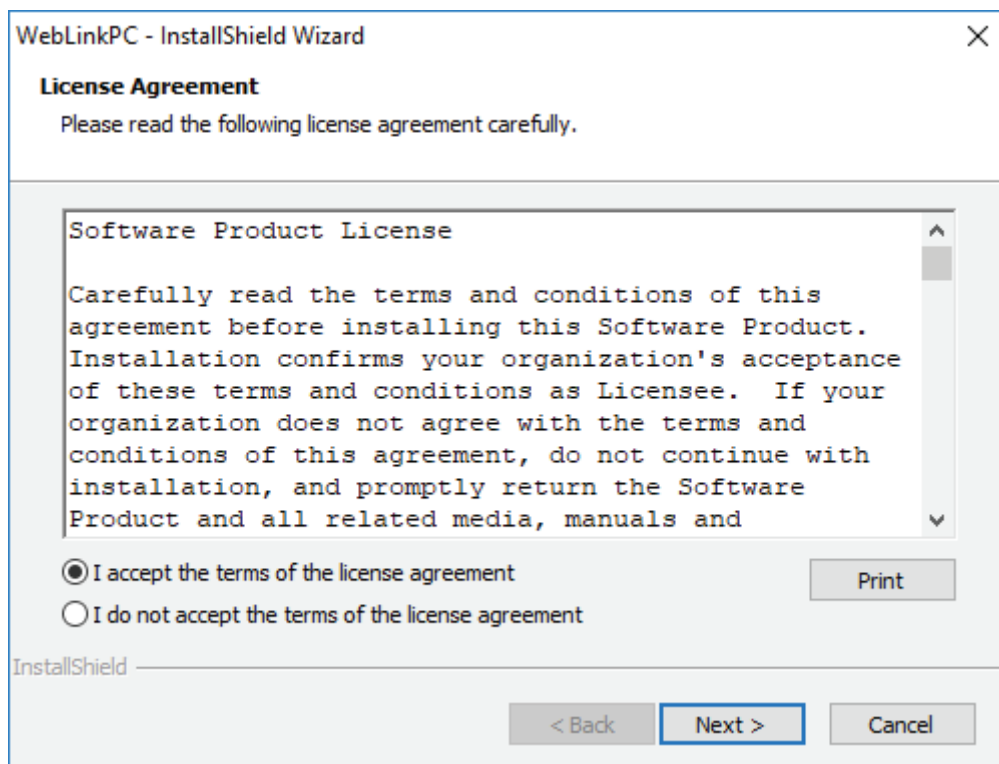 WebLinkPC - InstallShield Wizard
License Agreement
Please read the following license agreement carefully.
Software Product License
Carefully read the terms and conditions of this
agreement before installing this Software Product.
Installation confirms your organization's acceptance
of these terms and conditions as Licensee.  If your
organization does not agree with the terms and
conditions of this agreement, do not continue with
installation, and promptly return the Software
Product and all related media, manuals and
I accept the terms of the license agreement
Print
I do not accept the terms of the license agreement
InstallShield
< Back Next > Cancel